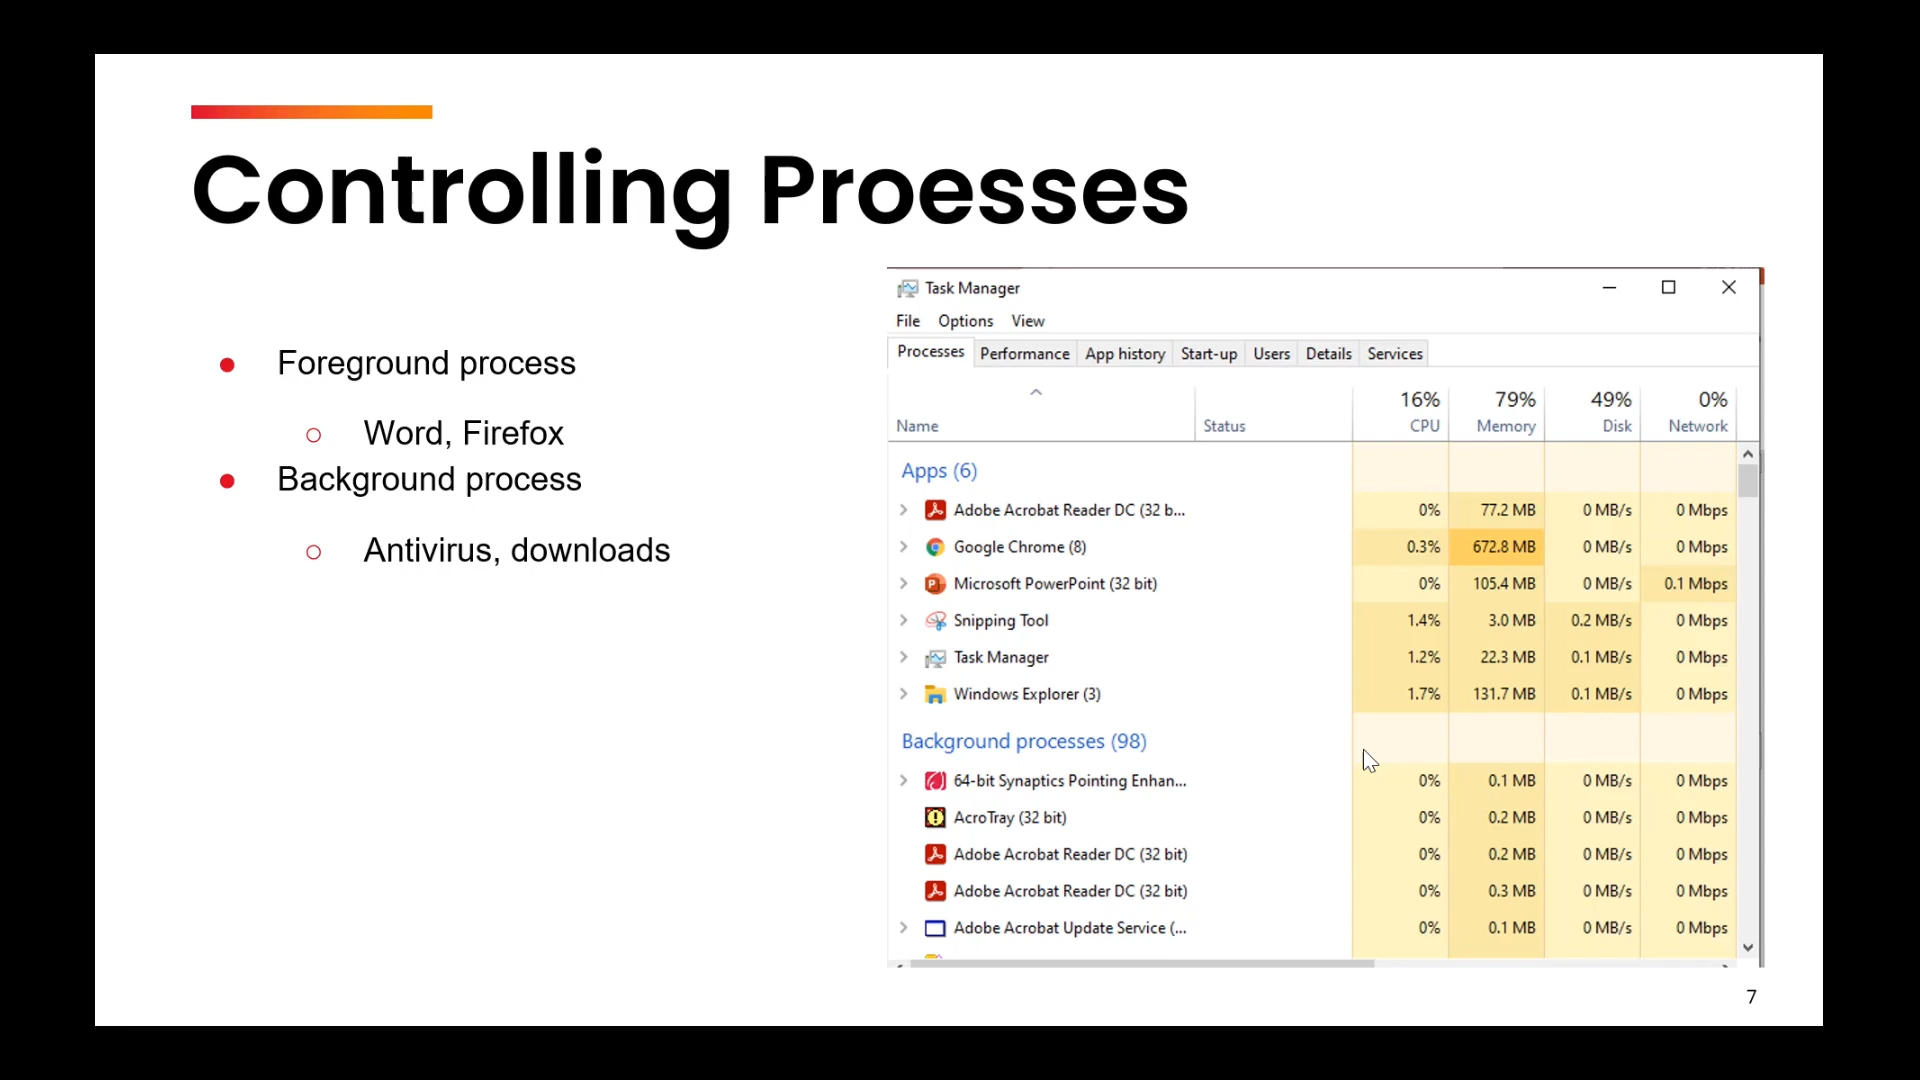 Controlling Proesses
Foreground process
Word, Firefox
Background process
Antivirus, downloads
Task Manager
File Options View
Processes Performance App history Start-up Users Details Services
16% 79% 49% 0%
Name Status CPU Memory Disk Network
Apps (6)
Adobe Acrobat Reader DC (32 b... 0% 77.2 MB 0 MB/s 0 Mbps
Google Chrome (8) 0.3% 672.8 MB 0 MB/s 0 Mbps
Microsoft PowerPoint (32 bit) 0% 105.4 MB 0 MB/s 0.1 Mbps
Snipping Tool 1.4% 3.0 MB 0.2 MB/s 0 Mbps
Task Manager 1.2% 22.3 MB 0.1 MB/s 0 Mbps
Windows Explorer (3) 1.7% 131.7 MB 0.1 MB/s 0 Mbps
Background processes (98)
64-bit Synaptics Pointing Enhan... 0% 0.1 MB 0 MB/s 0 Mbps
AcroTray (32 bit) 0% 0.2 MB 0 MB/s 0 Mbps
Adobe Acrobat Reader DC (32 bit) 0% 0.2 MB 0 MB/s 0 Mbps
Adobe Acrobat Reader DC (32 bit) 0% 0.3 MB 0 MB/s 0 Mbps
Adobe Acrobat Update Service (... 0% 0.1 MB 0 MB/s 0 Mbps
7